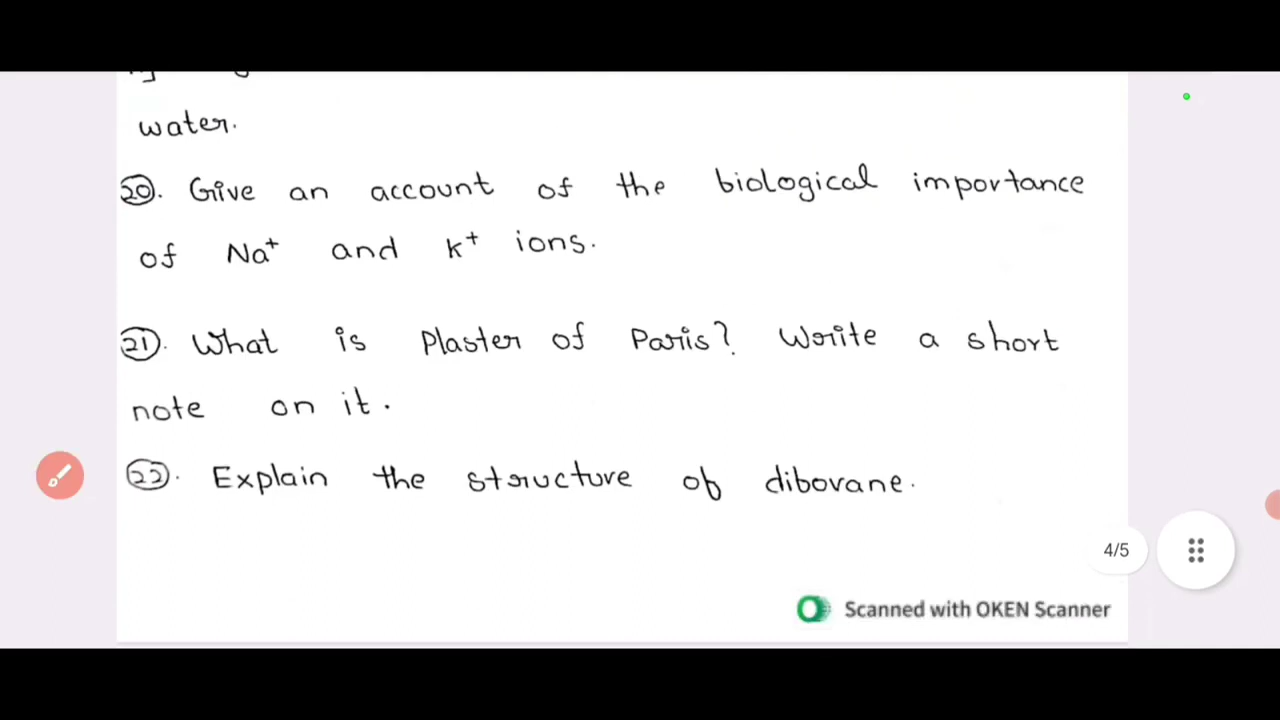 water.
20. Give an account of the biological importance
of Na⁺ and K⁺ ions.
21. What is Plaster of Paris? Write a short
note on it.
22. Explain the structure of diborane.
4/5
Scanned with OKEN Scanner